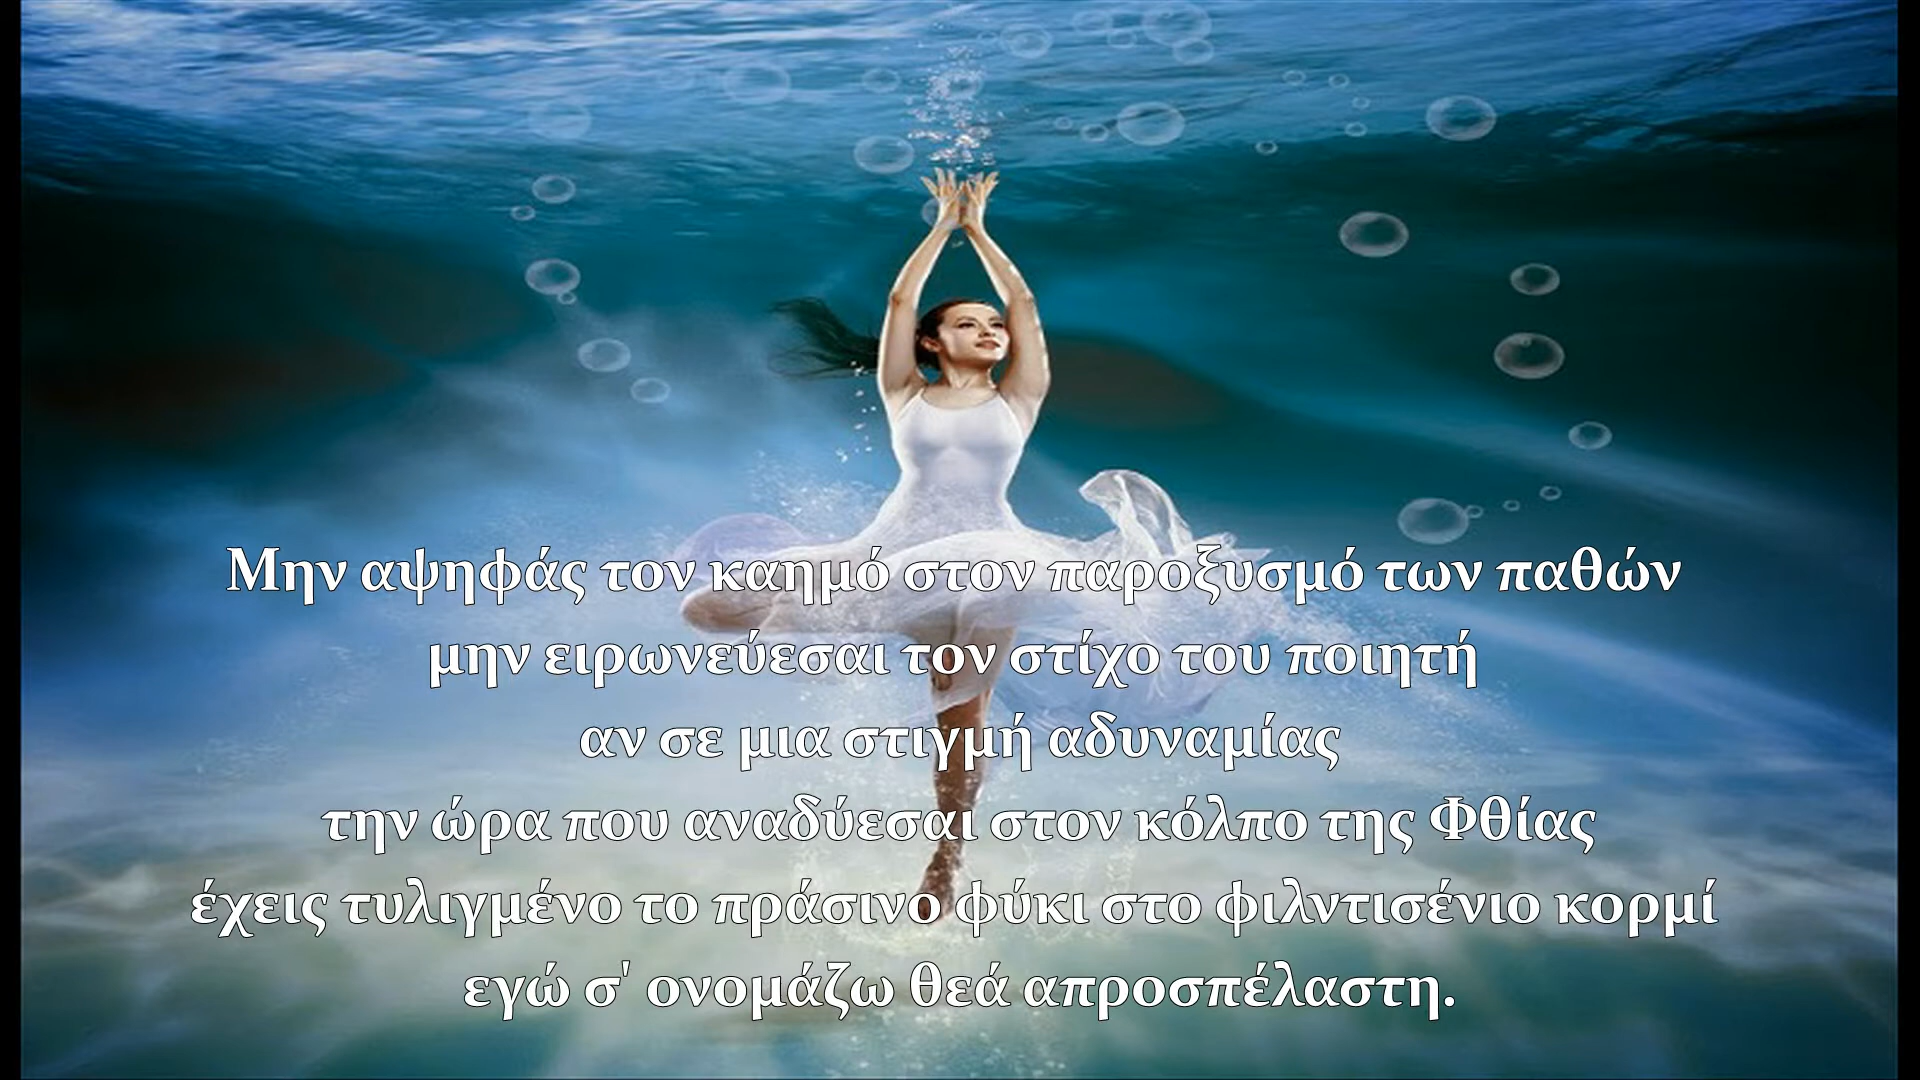 Μην αψηφάς τον καημό στον παροξυσμό των παθών
μην ειρωνεύεσαι τον στίχο του ποιητή
αν σε μια στιγμή αδυναμίας
την ώρα που αναδύεσαι στον κόλπο της Φθίας
έχεις τυλιγμένο το πράσινο φύκι στο φιλντισένιο κορμί
εγώ σ' ονομάζω θεά απροσπέλαστη.